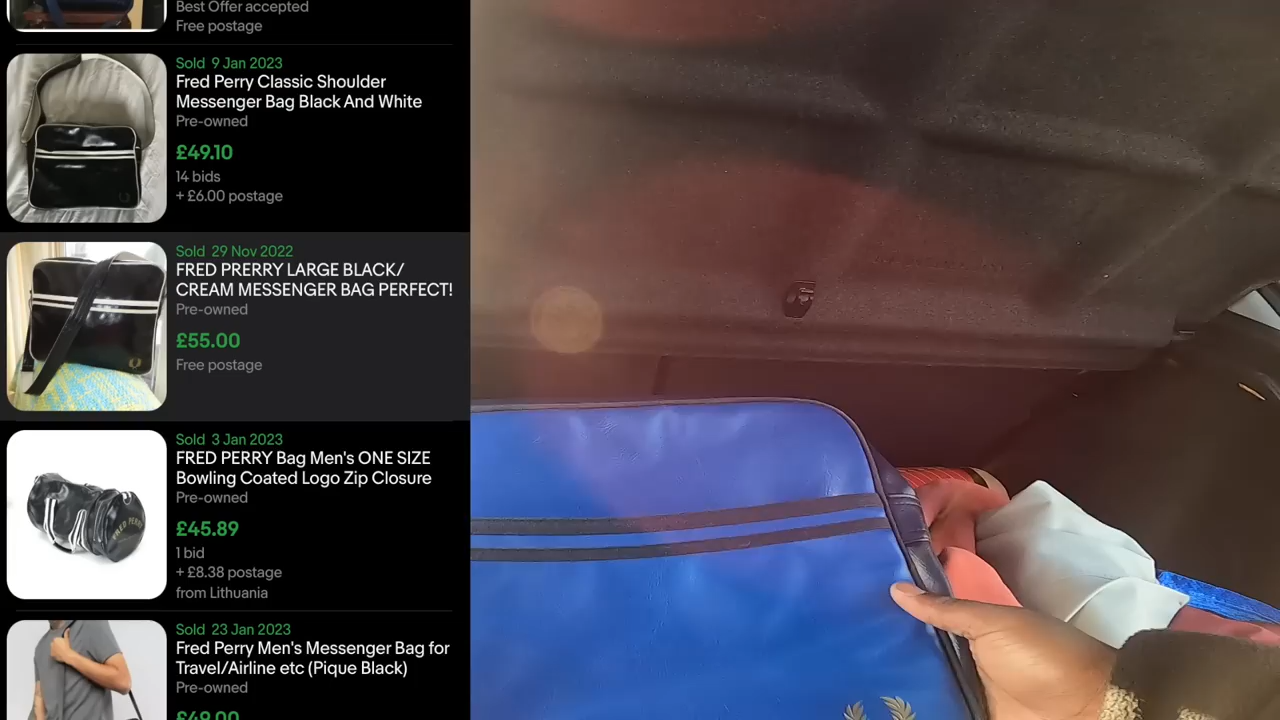 Best Offer accepted
Free postage
Sold 9 Jan 2023
Fred Perry Classic Shoulder
Messenger Bag Black And White
Pre-owned
£49.10
14 bids
+ £6.00 postage
Sold 29 Nov 2022
FRED PRERRY LARGE BLACK/
CREAM MESSENGER BAG PERFECT!
Pre-owned
£55.00
Free postage
Sold 3 Jan 2023
FRED PERRY Bag Men's ONE SIZE
Bowling Coated Logo Zip Closure
Pre-owned
£45.89
1 bid
+ £8.38 postage
from Lithuania
FRED PERRY
Sold 23 Jan 2023
Fred Perry Men's Messenger Bag for
Travel/Airline etc (Pique Black)
Pre-owned
£49.00